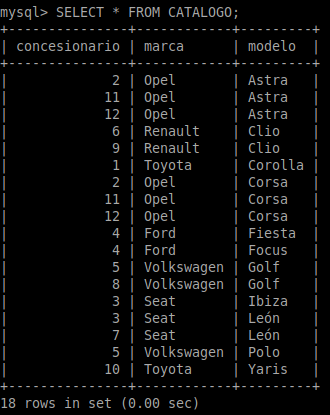 mysql> SELECT * FROM CATALOGO;
+---------------+------------+---------+
| concesionario | marca      | modelo  |
+---------------+------------+---------+
|             2 | Opel       | Astra   |
|            11 | Opel       | Astra   |
|            12 | Opel       | Astra   |
|             6 | Renault    | Clio    |
|             9 | Renault    | Clio    |
|             1 | Toyota     | Corolla |
|             2 | Opel       | Corsa   |
|            11 | Opel       | Corsa   |
|            12 | Opel       | Corsa   |
|             4 | Ford       | Fiesta  |
|             4 | Ford       | Focus   |
|             5 | Volkswagen | Golf    |
|             8 | Volkswagen | Golf    |
|             3 | Seat       | Ibiza   |
|             3 | Seat       | León    |
|             7 | Seat       | León    |
|             5 | Volkswagen | Polo    |
|            10 | Toyota     | Yaris   |
+---------------+------------+---------+
18 rows in set (0.00 sec)